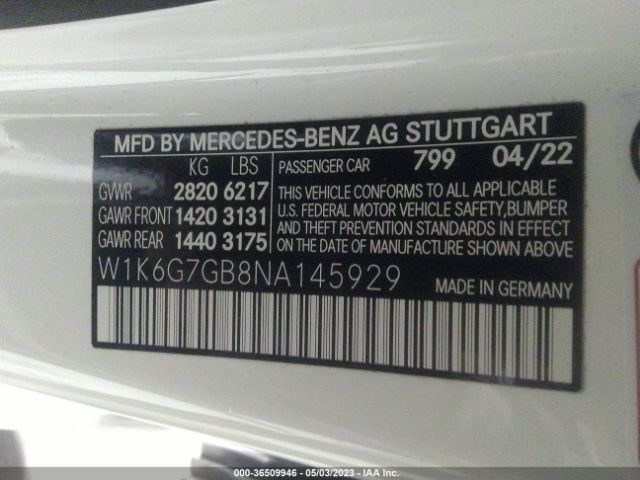 MFD BY MERCEDES-BENZ AG STUTTGART
KG LBS
GVWR 2820 6217
GAWR FRONT 1420 3131
GAWR REAR 1440 3175
PASSENGER CAR 799 04/22
THIS VEHICLE CONFORMS TO ALL APPLICABLE
U.S. FEDERAL MOTOR VEHICLE SAFETY, BUMPER
AND THEFT PREVENTION STANDARDS IN EFFECT
ON THE DATE OF MANUFACTURE SHOWN ABOVE.
W1K6G7GB8NA145929 MADE IN GERMANY
000-36509946 - 05/03/2023 - IAA Inc.